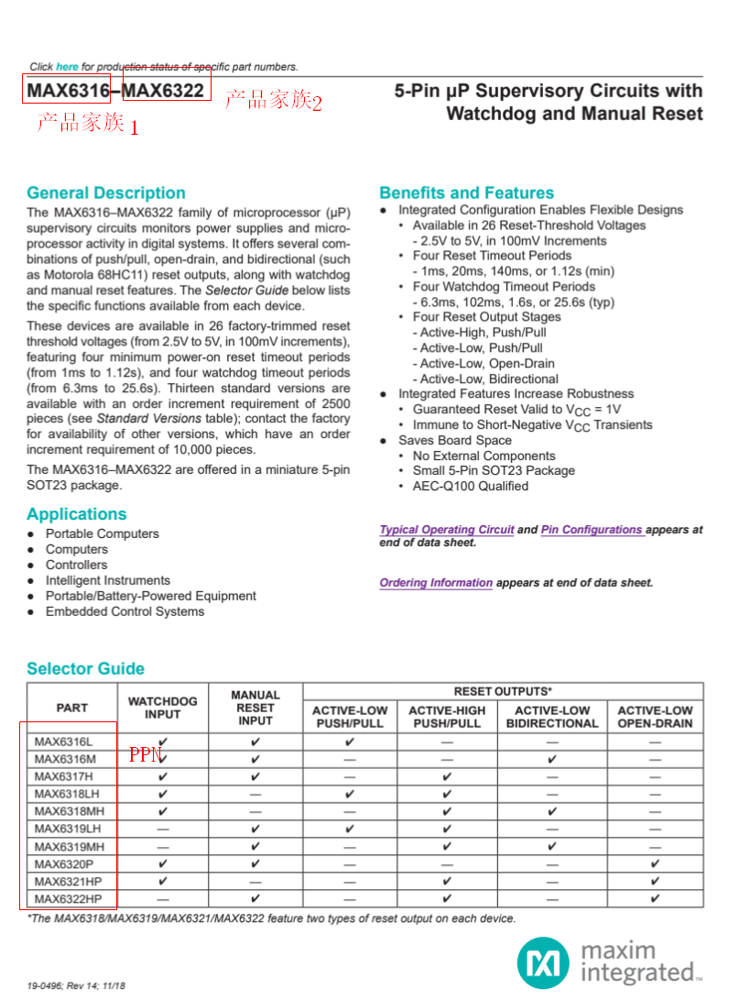 Click here for production status of specific part numbers.
MAX6316–MAX6322
产品家族2
产品家族1
5-Pin μP Supervisory Circuits with
Watchdog and Manual Reset
General Description
The MAX6316–MAX6322 family of microprocessor (μP)
supervisory circuits monitors power supplies and micro-
processor activity in digital systems. It offers several com-
binations of push/pull, open-drain, and bidirectional (such
as Motorola 68HC11) reset outputs, along with watchdog
and manual reset features. The Selector Guide below lists
the specific functions available from each device.
These devices are available in 26 factory-trimmed reset
threshold voltages (from 2.5V to 5V, in 100mV increments),
featuring four minimum power-on reset timeout periods
(from 1ms to 1.12s), and four watchdog timeout periods
(from 6.3ms to 25.6s). Thirteen standard versions are
available with an order increment requirement of 2500
pieces (see Standard Versions table); contact the factory
for availability of other versions, which have an order
increment requirement of 10,000 pieces.
The MAX6316–MAX6322 are offered in a miniature 5-pin
SOT23 package.
Applications
● Portable Computers
● Computers
● Controllers
● Intelligent Instruments
● Portable/Battery-Powered Equipment
● Embedded Control Systems
Benefits and Features
● Integrated Configuration Enables Flexible Designs
• Available in 26 Reset-Threshold Voltages
- 2.5V to 5V, in 100mV Increments
• Four Reset Timeout Periods
- 1ms, 20ms, 140ms, or 1.12s (min)
• Four Watchdog Timeout Periods
- 6.3ms, 102ms, 1.6s, or 25.6s (typ)
• Four Reset Output Stages
- Active-High, Push/Pull
- Active-Low, Push/Pull
- Active-Low, Open-Drain
- Active-Low, Bidirectional
● Integrated Features Increase Robustness
• Guaranteed Reset Valid to VCC = 1V
• Immune to Short-Negative VCC Transients
● Saves Board Space
• No External Components
• Small 5-Pin SOT23 Package
• AEC-Q100 Qualified
Typical Operating Circuit and Pin Configurations appears at
end of data sheet.
Ordering Information appears at end of data sheet.
Selector Guide
PART WATCHDOG INPUT MANUAL RESET INPUT RESET OUTPUTS*
ACTIVE-LOW PUSH/PULL ACTIVE-HIGH PUSH/PULL ACTIVE-LOW BIDIRECTIONAL ACTIVE-LOW OPEN-DRAIN
MAX6316L ✔ ✔ ✔ — — —
PPN
MAX6316M ✔ ✔ — — ✔ —
MAX6317H ✔ ✔ — ✔ — —
MAX6318LH ✔ — ✔ ✔ — —
MAX6318MH ✔ — — ✔ ✔ —
MAX6319LH — ✔ ✔ ✔ — —
MAX6319MH — ✔ — ✔ ✔ —
MAX6320P ✔ ✔ — — — ✔
MAX6321HP ✔ — — ✔ — ✔
MAX6322HP — ✔ — ✔ — ✔
*The MAX6318/MAX6319/MAX6321/MAX6322 feature two types of reset output on each device.
maxim
integrated™
19-0496; Rev 14; 11/18